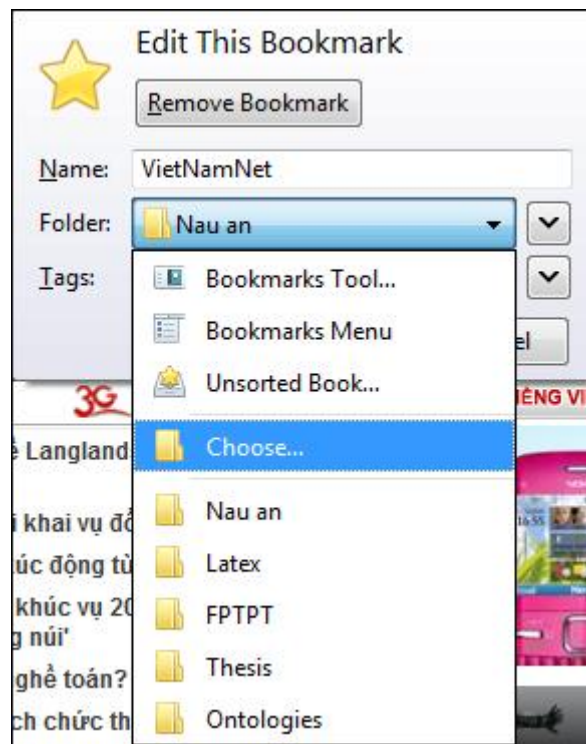 Edit This Bookmark
Remove Bookmark
Name: VietNamNet
Folder: Nau an
Tags:
Bookmarks Tool...
Bookmarks Menu
Unsorted Book...
3G
IẾNG VI
Choose...
Langland
Nau an
khai vụ đổ
Latex
úc động từ
FPTPT
khúc vụ 20
g núi'
Thesis
ghề toán?
Ontologies
ch chức th